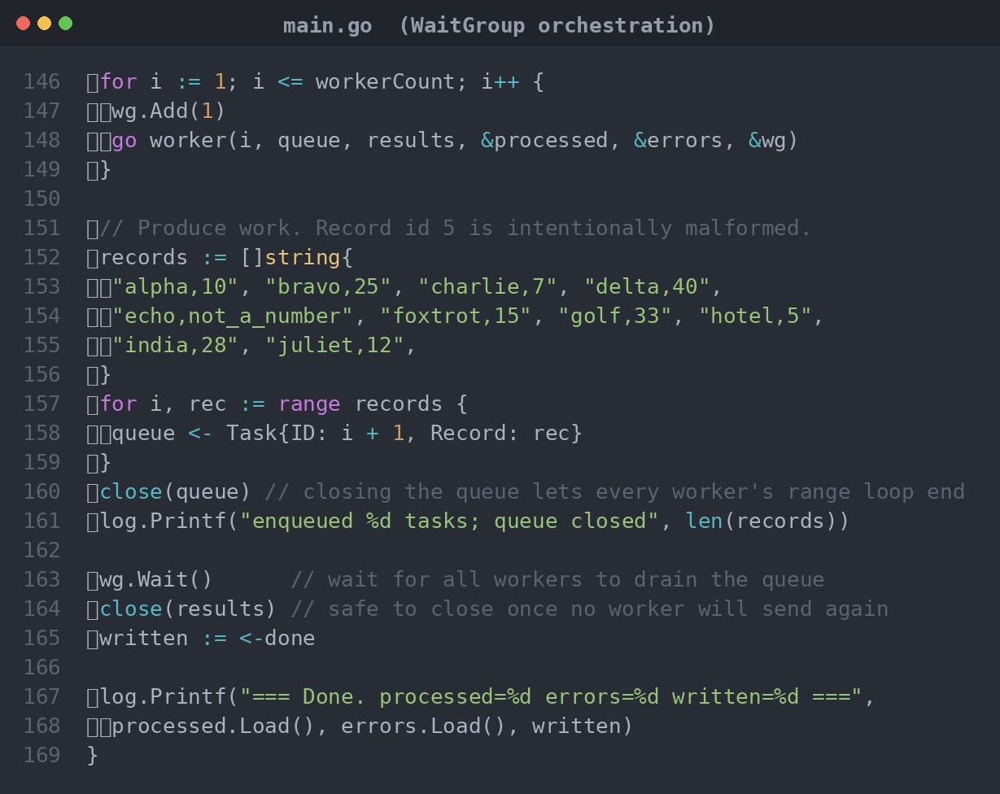 main.go  (WaitGroup orchestration)
146  for i := 1; i <= workerCount; i++ {
147  wg.Add(1)
148  go worker(i, queue, results, &processed, &errors, &wg)
149  }
150
151  // Produce work. Record id 5 is intentionally malformed.
152  records := []string{
153  "alpha,10", "bravo,25", "charlie,7", "delta,40",
154  "echo,not_a_number", "foxtrot,15", "golf,33", "hotel,5",
155  "india,28", "juliet,12",
156  }
157  for i, rec := range records {
158  queue <- Task{ID: i + 1, Record: rec}
159  }
160  close(queue) // closing the queue lets every worker's range loop end
161  log.Printf("enqueued %d tasks; queue closed", len(records))
162
163  wg.Wait()      // wait for all workers to drain the queue
164  close(results) // safe to close once no worker will send again
165  written := <-done
166
167  log.Printf("=== Done. processed=%d errors=%d written=%d ===",
168  processed.Load(), errors.Load(), written)
169  }